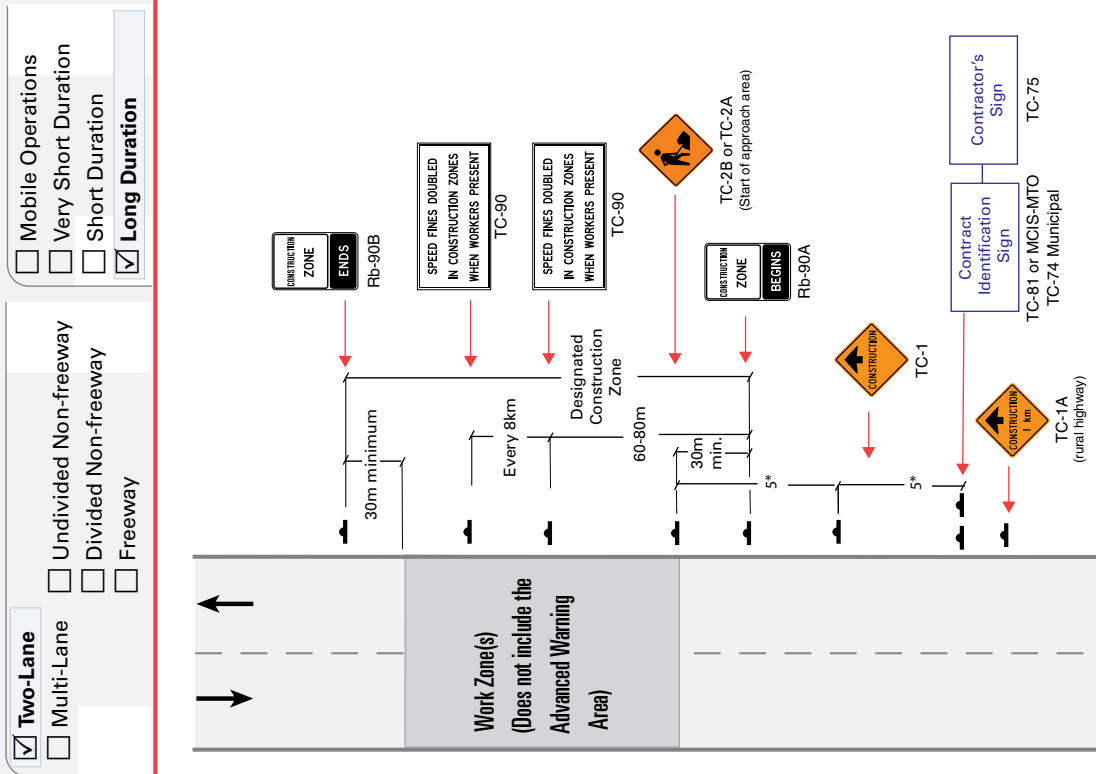 Two-Lane
Multi-Lane
Undivided Non-freeway
Divided Non-freeway
Freeway
Mobile Operations
Very Short Duration
Short Duration
Long Duration
CONSTRUCTION
ZONE
ENDS
Rb-90B
SPEED FINES DOUBLED
IN CONSTRUCTION ZONES
WHEN WORKERS PRESENT
TC-90
SPEED FINES DOUBLED
IN CONSTRUCTION ZONES
WHEN WORKERS PRESENT
TC-90
TC-2B or TC-2A
(Start of approach area)
CONSTRUCTION
ZONE
BEGINS
Rb-90A
30m minimum
Every 8km
Designated
Construction
Zone
60-80m
30m
min.
5*
5*
CONSTRUCTION
TC-1
Contract
Identification
Sign
TC-81 or MCIS-MTO
TC-74 Municipal
Contractor's
Sign
TC-75
CONSTRUCTION
1 km
TC-1A
(rural highway)
Work Zone(s)
(Does not include the
Advanced Warning
Area)